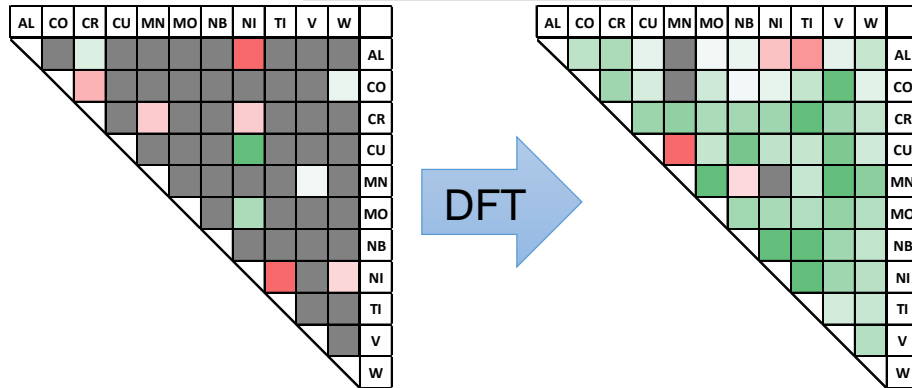 AL CO CR CU MN MO NB NI TI V W
AL
CO
CR
CU
MN
MO
NB
NI
TI
V
W
DFT
AL CO CR CU MN MO NB NI TI V W
AL
CO
CR
CU
MN
MO
NB
NI
TI
V
W